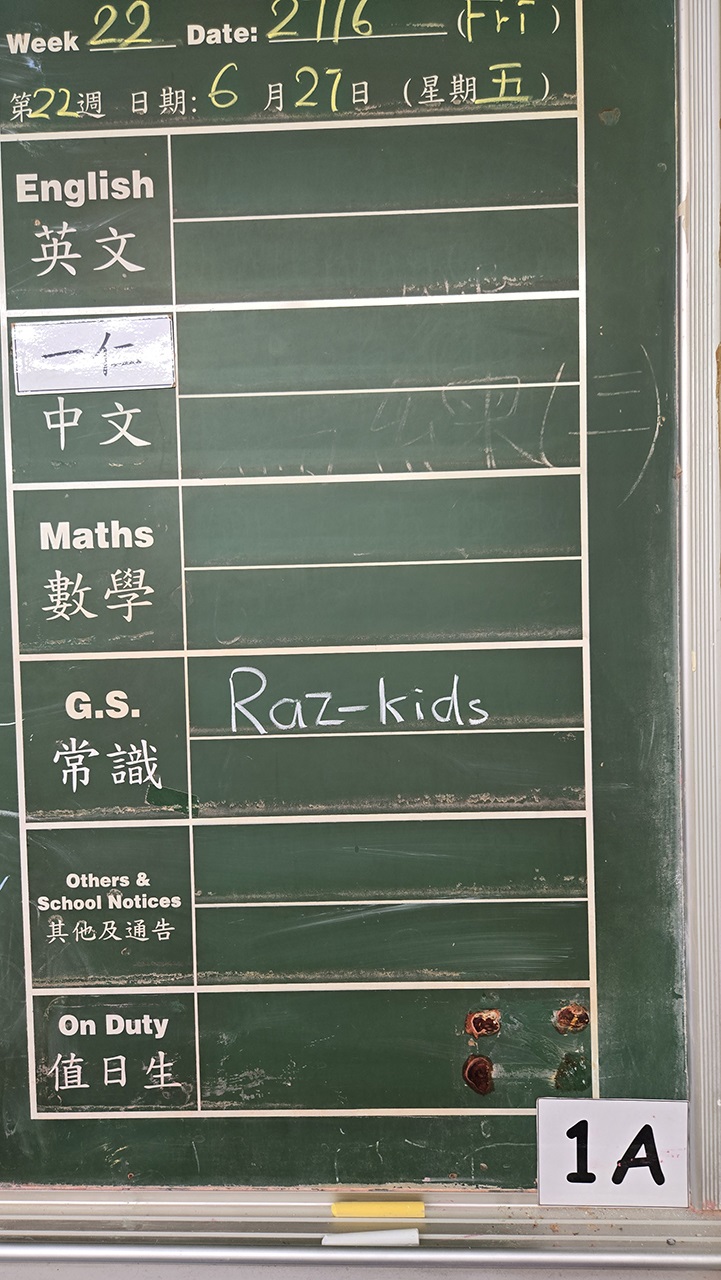 Week 22 Date: 27/6 (Fri)
第22週 日期: 6 月27日 (星期五)
English
英文
一仁
中文
Maths
數學
G.S. Raz-kids
常識
Others &
School Notices
其他及通告
On Duty
值日生
1A